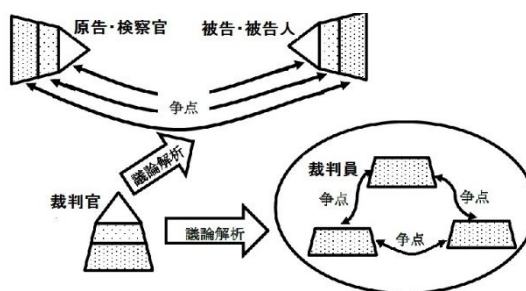 原告・検察官
被告・被告人
争点
議論解析
裁判官
議論解析
裁判員
争点
争点
争点